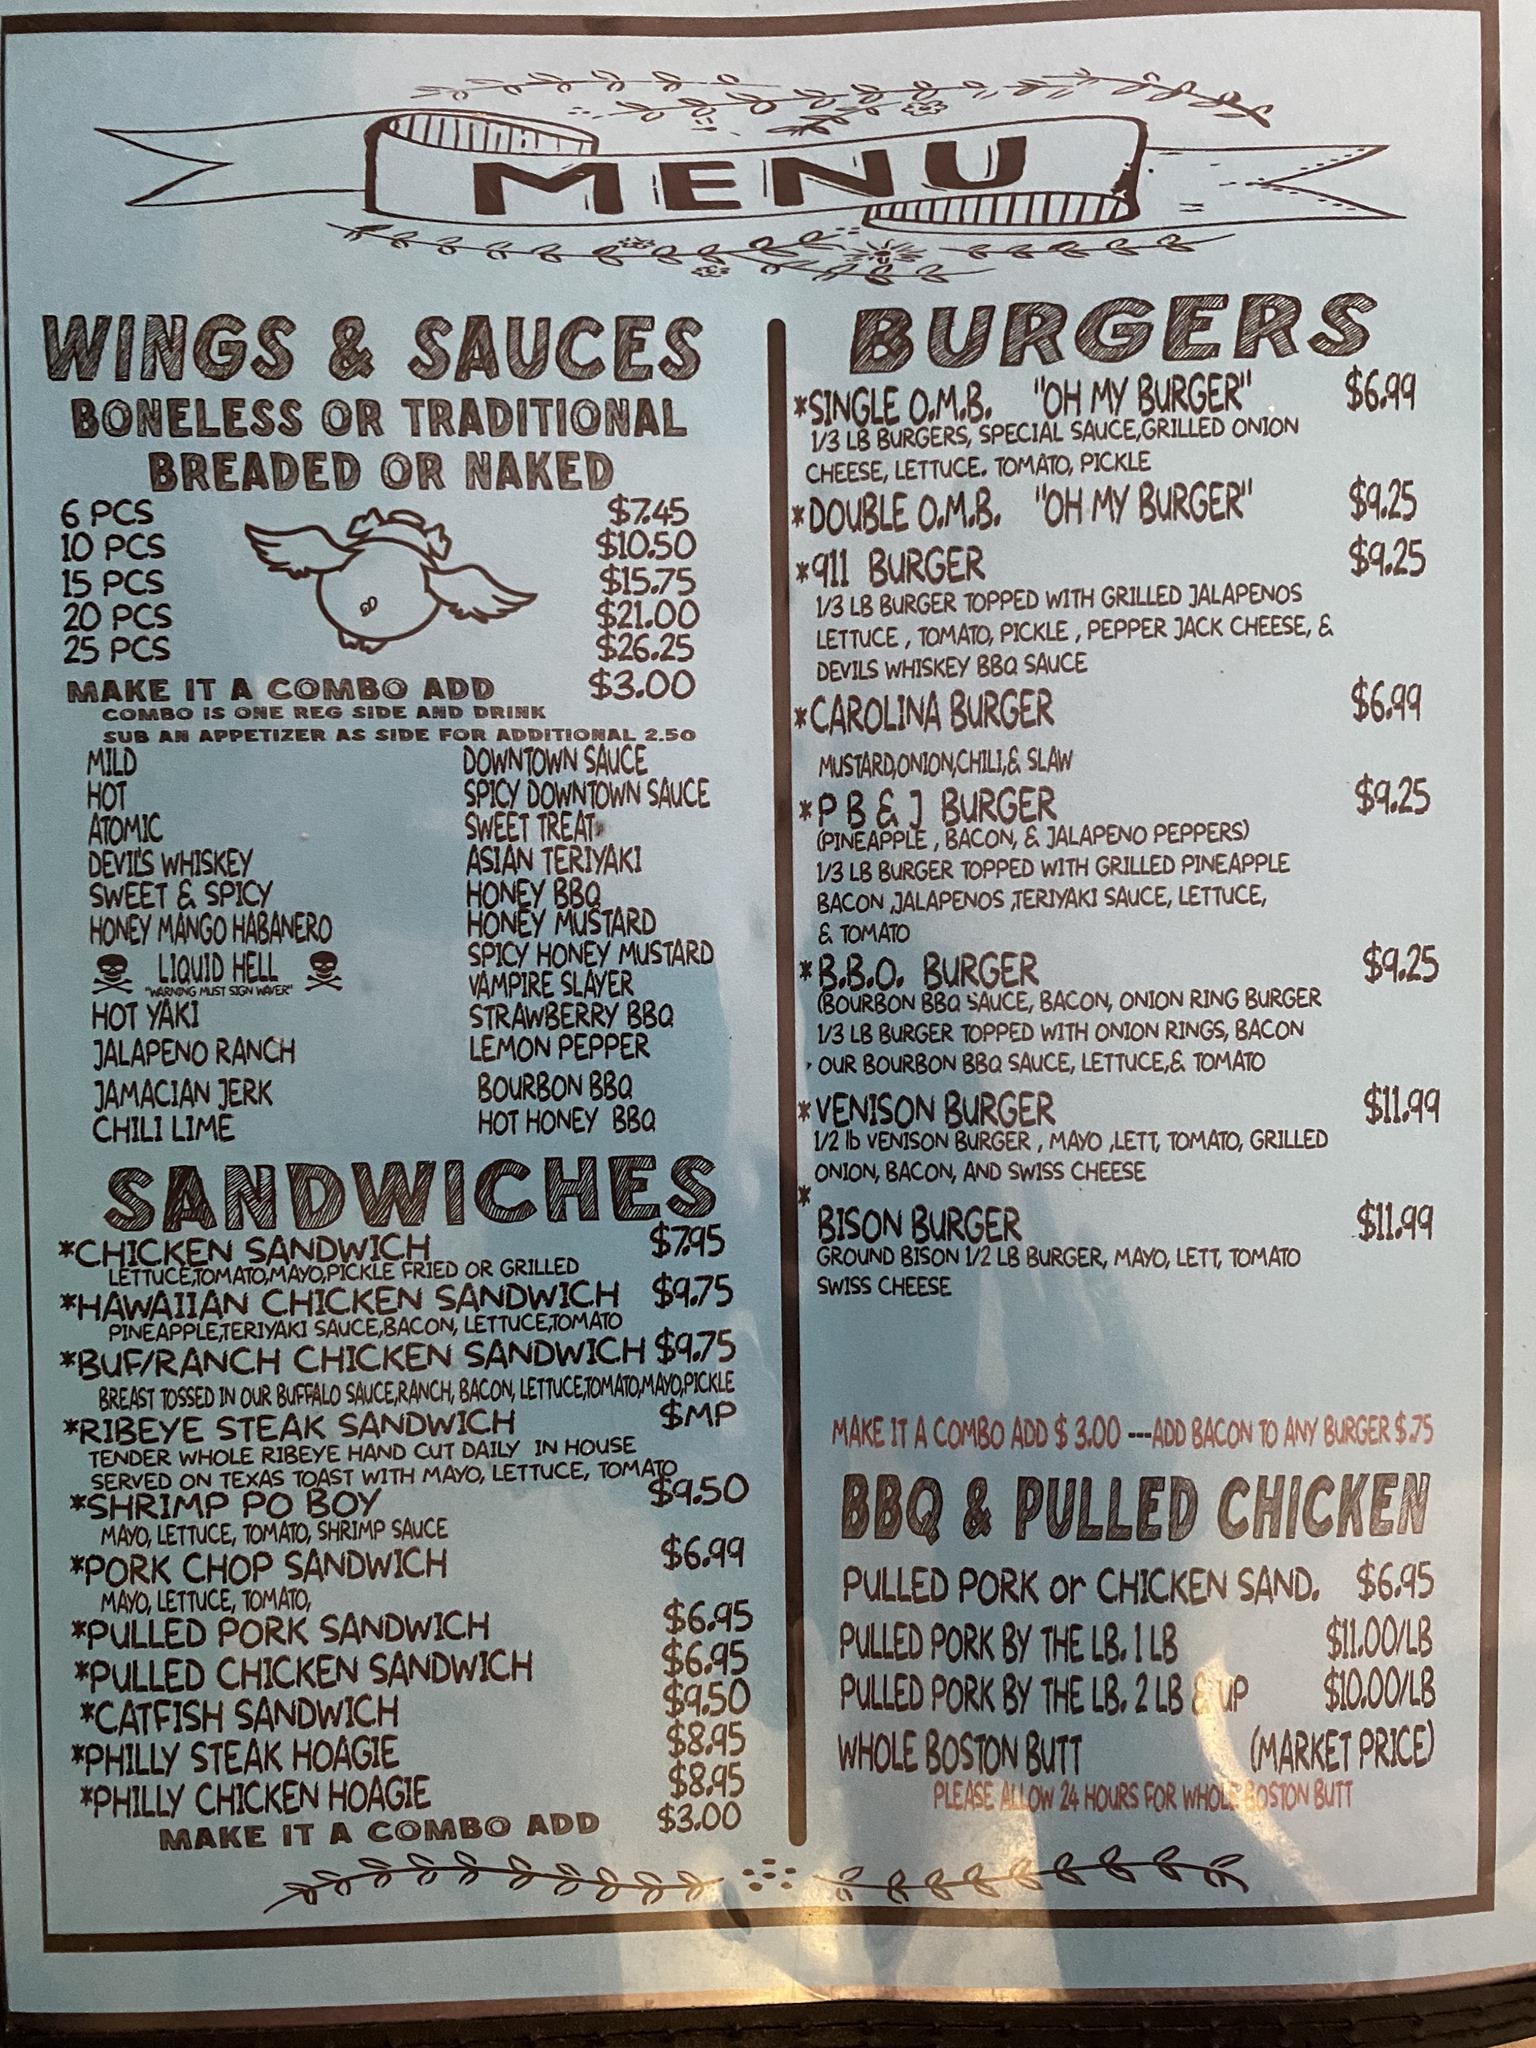 MENU
WINGS & SAUCES
BONELESS OR TRADITIONAL
BREADED OR NAKED
6 PCS $7.45
10 PCS $10.50
15 PCS $15.75
20 PCS $21.00
25 PCS $26.25
MAKE IT A COMBO ADD $3.00
COMBO IS ONE REG SIDE AND DRINK
SUB AN APPETIZER AS SIDE FOR ADDITIONAL 2.50
MILD
HOT
ATOMIC
DEVIL'S WHISKEY
SWEET & SPICY
HONEY MANGO HABANERO
LIQUID HELL
"WARNING MUST SIGN WAVER"
HOT YAKI
JALAPENO RANCH
JAMACIAN JERK
CHILI LIME
DOWNTOWN SAUCE
SPICY DOWNTOWN SAUCE
SWEET TREAT
ASIAN TERIYAKI
HONEY BBQ
HONEY MUSTARD
SPICY HONEY MUSTARD
VAMPIRE SLAYER
STRAWBERRY BBQ
LEMON PEPPER
BOURBON BBQ
HOT HONEY BBQ
SANDWICHES
*CHICKEN SANDWICH $7.95
LETTUCE,TOMATO,MAYO,PICKLE FRIED OR GRILLED
*HAWAIIAN CHICKEN SANDWICH $9.75
PINEAPPLE,TERIYAKI SAUCE,BACON, LETTUCE,TOMATO
*BUF/RANCH CHICKEN SANDWICH $9.75
BREAST TOSSED IN OUR BUFFALO SAUCE,RANCH, BACON, LETTUCE,TOMATO,MAYO,PICKLE
*RIBEYE STEAK SANDWICH $MP
TENDER WHOLE RIBEYE HAND CUT DAILY IN HOUSE
SERVED ON TEXAS TOAST WITH MAYO, LETTUCE, TOMATO
*SHRIMP PO BOY $9.50
MAYO, LETTUCE, TOMATO, SHRIMP SAUCE
*PORK CHOP SANDWICH $6.99
MAYO, LETTUCE, TOMATO,
*PULLED PORK SANDWICH $6.95
*PULLED CHICKEN SANDWICH $6.95
*CATFISH SANDWICH $9.50
*PHILLY STEAK HOAGIE $8.95
*PHILLY CHICKEN HOAGIE $8.95
MAKE IT A COMBO ADD $3.00
BURGERS
*SINGLE O.M.B. "OH MY BURGER" $6.99
1/3 LB BURGERS, SPECIAL SAUCE,GRILLED ONION
CHEESE, LETTUCE. TOMATO, PICKLE
*DOUBLE O.M.B. "OH MY BURGER" $9.25
*911 BURGER $9.25
1/3 LB BURGER TOPPED WITH GRILLED JALAPENOS
LETTUCE , TOMATO, PICKLE , PEPPER JACK CHEESE, &
DEVILS WHISKEY BBQ SAUCE
*CAROLINA BURGER $6.99
MUSTARD,ONION,CHILI,& SLAW
*P B & J BURGER $9.25
(PINEAPPLE , BACON, & JALAPENO PEPPERS)
1/3 LB BURGER TOPPED WITH GRILLED PINEAPPLE
BACON ,JALAPENOS ,TERIYAKI SAUCE, LETTUCE,
& TOMATO
*B.B.O. BURGER $9.25
(BOURBON BBQ SAUCE, BACON, ONION RING BURGER
1/3 LB BURGER TOPPED WITH ONION RINGS, BACON
OUR BOURBON BBQ SAUCE, LETTUCE,& TOMATO
*VENISON BURGER $11.99
1/2 lb VENISON BURGER , MAYO ,LETT, TOMATO, GRILLED
ONION, BACON, AND SWISS CHEESE
*
BISON BURGER $11.99
GROUND BISON 1/2 LB BURGER, MAYO, LETT, TOMATO
SWISS CHEESE
MAKE IT A COMBO ADD $ 3.00 ---ADD BACON TO ANY BURGER $.75
BBQ & PULLED CHICKEN
PULLED PORK or CHICKEN SAND. $6.95
PULLED PORK BY THE LB. 1 LB $11.00/LB
PULLED PORK BY THE LB. 2 LB & UP $10.00/LB
WHOLE BOSTON BUTT (MARKET PRICE)
PLEASE ALLOW 24 HOURS FOR WHOLE BOSTON BUTT